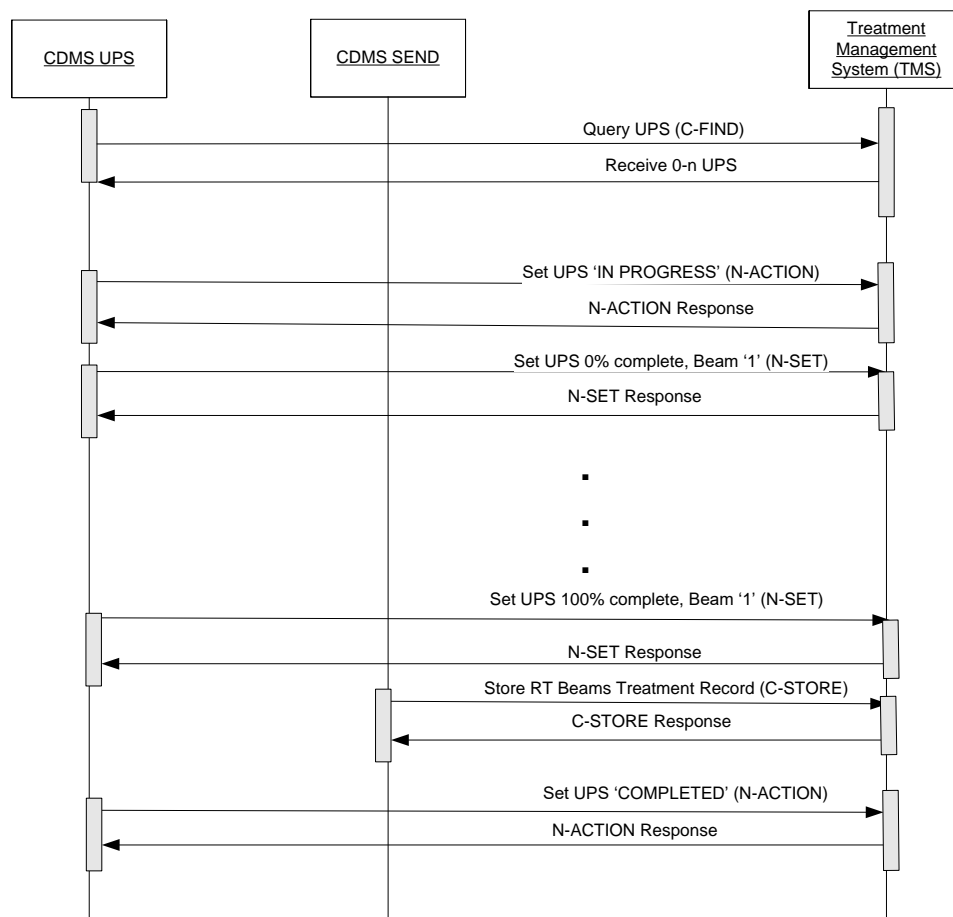 CDMS UPS
CDMS SEND
Treatment
Management
System (TMS)
Query UPS (C-FIND)
Receive 0-n UPS
Set UPS ‘IN PROGRESS’ (N-ACTION)
N-ACTION Response
Set UPS 0% complete, Beam ‘1’ (N-SET)
N-SET Response
Set UPS 100% complete, Beam ‘1’ (N-SET)
N-SET Response
Store RT Beams Treatment Record (C-STORE)
C-STORE Response
Set UPS ‘COMPLETED’ (N-ACTION)
N-ACTION Response